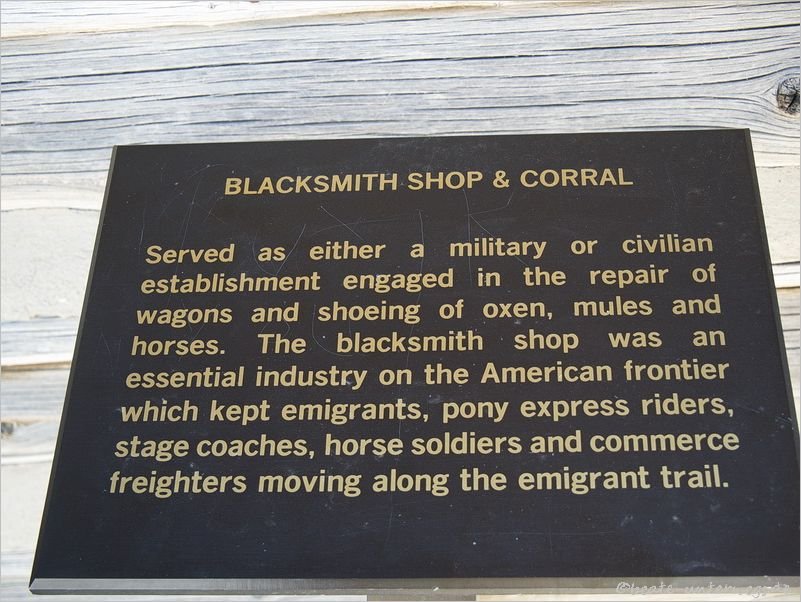 BLACKSMITH SHOP & CORRAL
Served as either a military or civilian
establishment engaged in the repair of
wagons and shoeing of oxen, mules and
horses. The blacksmith shop was an
essential industry on the American frontier
which kept emigrants, pony express riders,
stage coaches, horse soldiers and commerce
freighters moving along the emigrant trail.